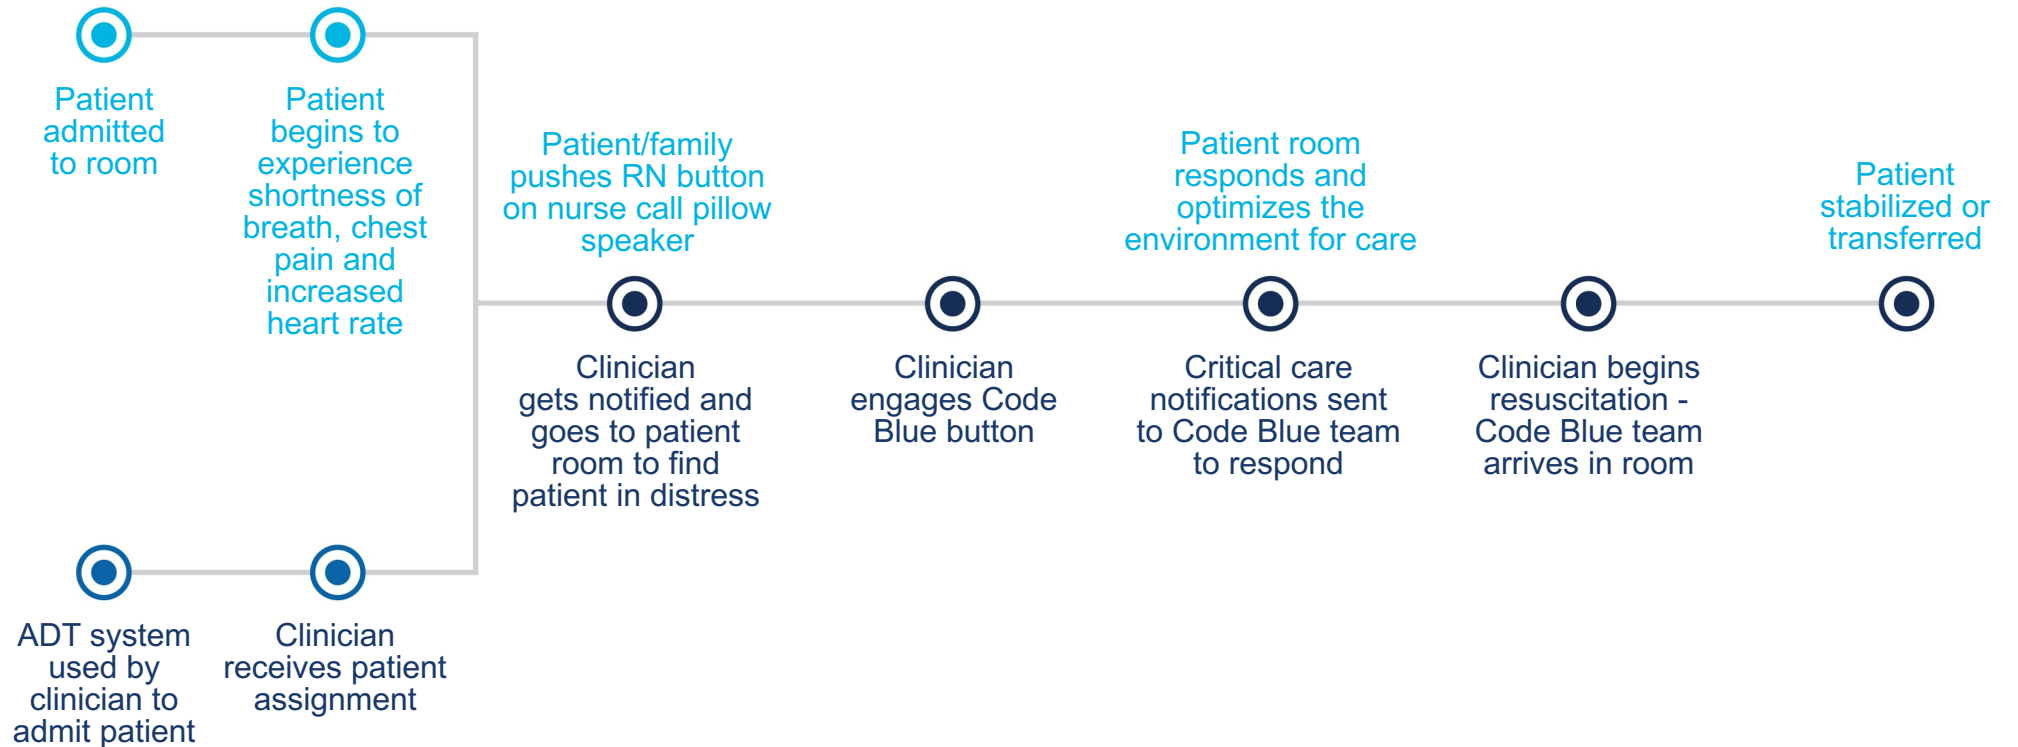 Patient
admitted
to room
Patient
begins to
experience
shortness of
breath, chest
pain and
increased
heart rate
Patient/family
pushes RN button
on nurse call pillow
speaker
Patient room
responds and
optimizes the
environment for care
Patient
stabilized or
transferred
Clinician
gets notified and
goes to patient
room to find
patient in distress
Clinician
engages Code
Blue button
Critical care
notifications sent
to Code Blue team
to respond
Clinician begins
resuscitation -
Code Blue team
arrives in room
ADT system
used by
clinician to
admit patient
Clinician
receives patient
assignment